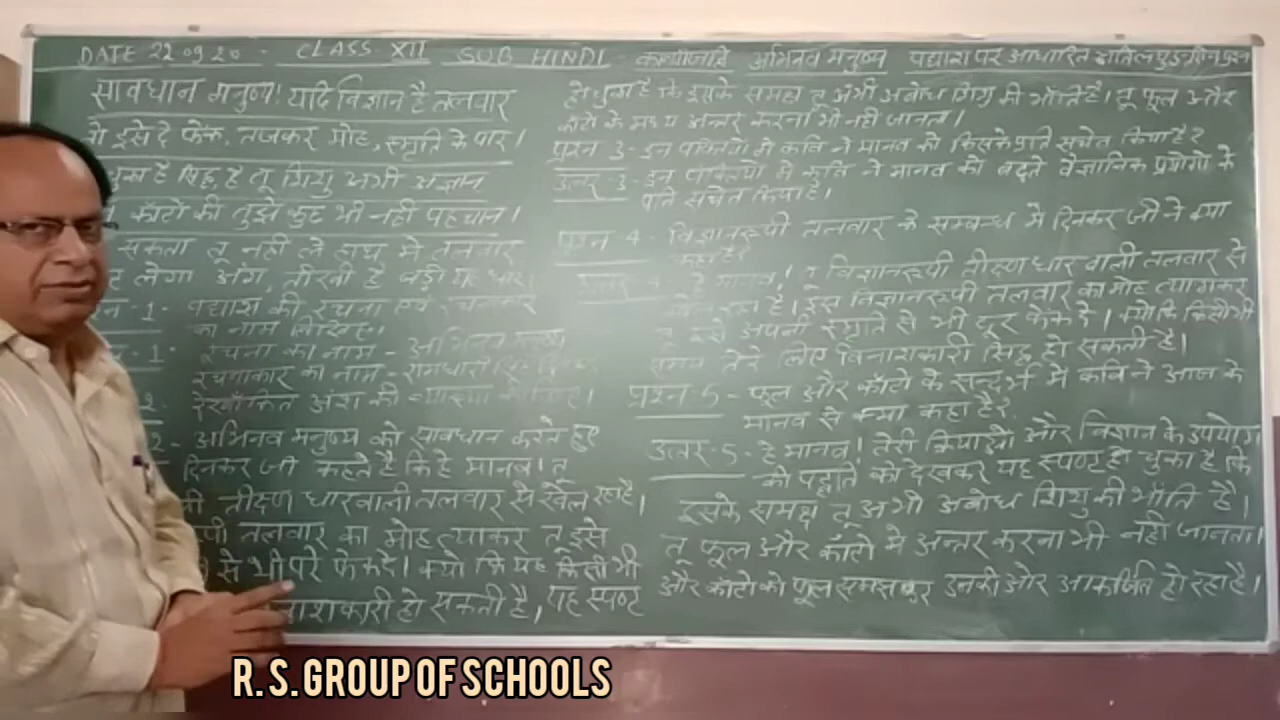 DATE 22 09 20 - CLASS XII SUB HINDI अभिनव मनुष्य पद्यांश पर आधारित
सावधान मनुष्य! यदि विज्ञान है तलवार
इसे दे फेंक, तजकर मोह, स्मृति के पार।
है सिद्ध, है तू शिशु अभी अज्ञान
काँटों की तुझे कुछ भी नही पहचान।
सकता तू नहीं ले हाथ में तलवार
लेगा अंग, तीखी है बड़ी यह धार।
1- पद्यांश की रचना एवं रचनाकार
का नाम लिखिए।
1- रचना का नाम - अभिनव मनुष्य
रचनाकार का नाम - रामधारी सिंह दिनकर
2- रेखांकित अंश की व्याख्या कीजिए।
2- अभिनव मनुष्य को सावधान करते हुए
दिनकर जी कहते है कि हे मानव! तू
तीक्ष्ण धारवाली तलवार से खेल रहा है।
तलवार का मोह त्यागकर तू इसे
से भी परे फेंक दे। क्यो कि यह किसी भी
हो सकती है, यह स्पष्ट
हो चुका है कि इसके समक्ष तू अभी अबोध शिशु की भाँति है। तू फूल और
काँटो के मध्य अन्तर करना भी नही जानता।
प्रश्न 3- इन पंक्तियों मे कवि ने मानव को किसके प्रति सचेत किया है?
उत्तर-3- इन पंक्तियों में कवि ने मानव को बढ़ते वैज्ञानिक प्रयोगो के
प्रति सचेत किया है।
प्रश्न 4- विज्ञानरूपी तलवार के सम्बन्ध मे दिनकर जी ने क्या
कहा है?
उत्तर 4- हे मानव! तू विज्ञानरूपी तीक्ष्ण धार वाली तलवार से
खेल रहा है। इस विज्ञानरूपी तलवार का मोह त्यागकर
तू इसे अपनी स्मृति से भी दूर फेंक दे। क्यो कि किसी भी
समय तेरे लिए विनाशकारी सिद्ध हो सकती है।
प्रश्न-5- फूल और काँटो के सन्दर्भ में कवि ने आज के
मानव से क्या कहा है?
उत्तर-5- हे मानव! तेरी क्रियाओ और विज्ञान के उपयोग
की पद्धति को देखकर यह स्पष्ट हो चुका है कि
इसके समक्ष तू अभी अबोध शिशु की भाँति है।
तू फूल और काँटो मे अन्तर करना भी नही जानता।
और काँटो को फूल समझकर उनकी ओर आकर्षित हो रहा है।
R. S. GROUP OF SCHOOLS